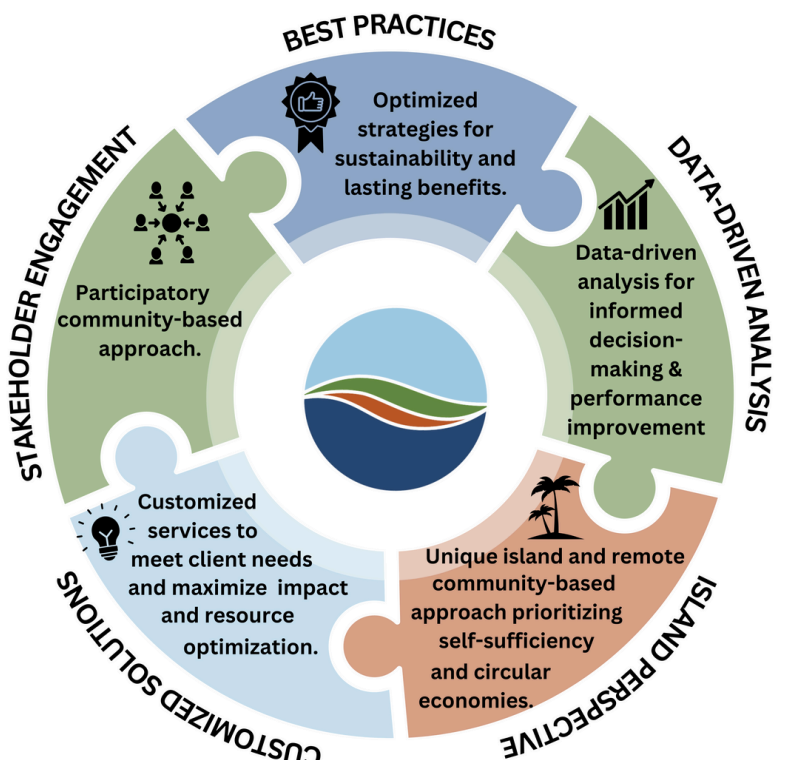 BEST PRACTICES
Optimized
strategies for
sustainability and
lasting benefits.
DATA-DRIVEN ANALYSIS
Data-driven
analysis for
informed
decision-
making &
performance
improvement
ISLAND PERSPECTIVE
Unique island and remote
community-based
approach prioritizing
self-sufficiency
and circular
economies.
CUSTOMIZED SOLUTIONS
Customized
services to
meet client needs
and maximize impact
and resource
optimization.
STAKEHOLDER ENGAGEMENT
Participatory
community-based
approach.